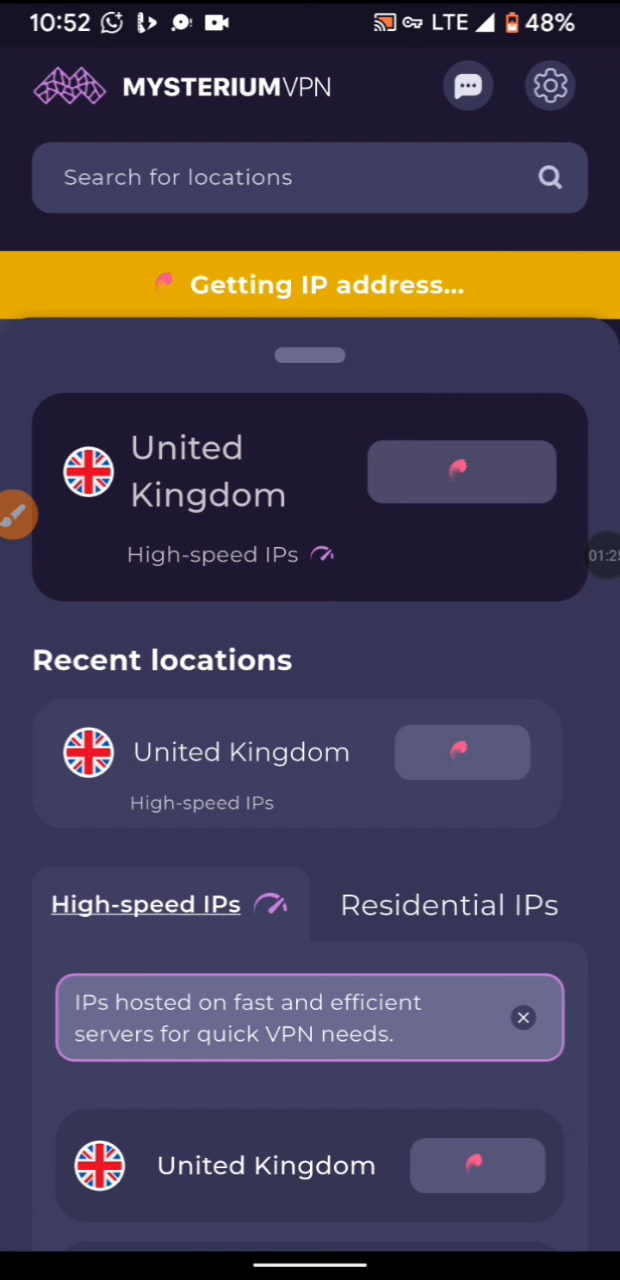 10:52 LTE 48%
MYSTERIUMVPN
Search for locations
Getting IP address...
United
Kingdom
High-speed IPs
01:25
Recent locations
United Kingdom
High-speed IPs
High-speed IPs Residential IPs
IPs hosted on fast and efficient
servers for quick VPN needs.
United Kingdom